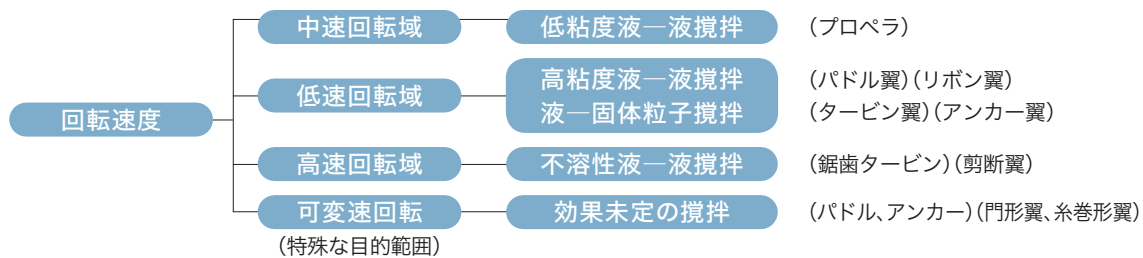 中速回転域 低粘度液―液撹拌 (プロペラ)
低速回転域 高粘度液―液撹拌 (パドル翼)(リボン翼)
液―固体粒子撹拌 (タービン翼)(アンカー翼)
回転速度
高速回転域 不溶性液―液撹拌 (鋸歯タービン)(剪断翼)
可変速回転 効果未定の撹拌 (パドル、アンカー)(門形翼、糸巻形翼)
(特殊な目的範囲)